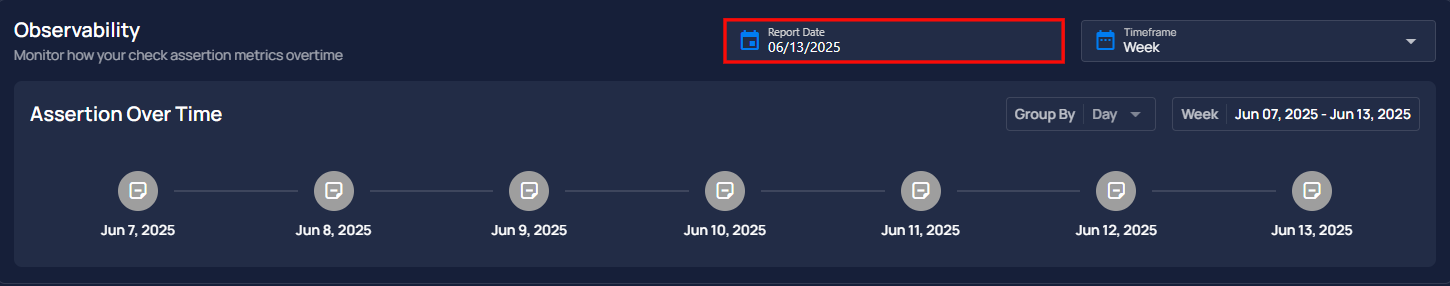 Observability
Monitor how your check assertion metrics overtime
Report Date
06/13/2025
Timeframe
Week
Assertion Over Time
Group By Day
Week Jun 07, 2025 - Jun 13, 2025
Jun 7, 2025
Jun 8, 2025
Jun 9, 2025
Jun 10, 2025
Jun 11, 2025
Jun 12, 2025
Jun 13, 2025